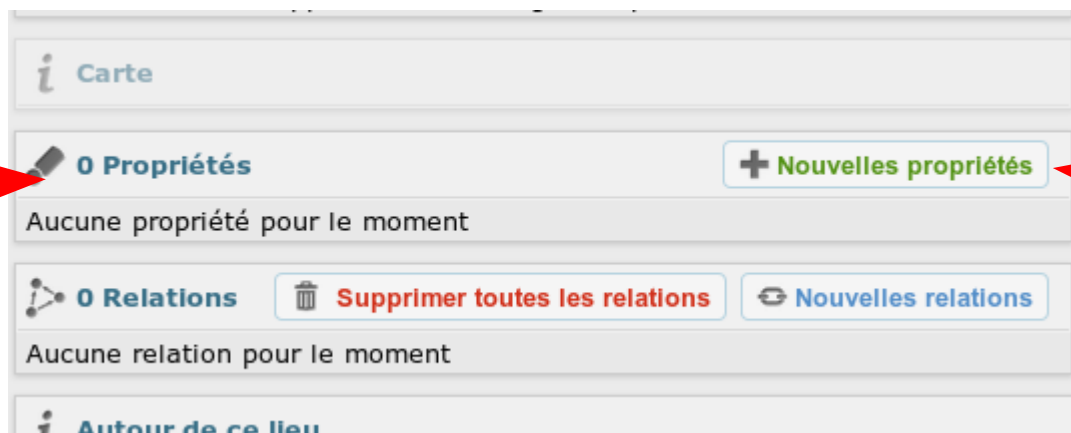 Carte
0 Propriétés
Nouvelles propriétés
Aucune propriété pour le moment
0 Relations
Supprimer toutes les relations
Nouvelles relations
Aucune relation pour le moment
Autour de ce lieu